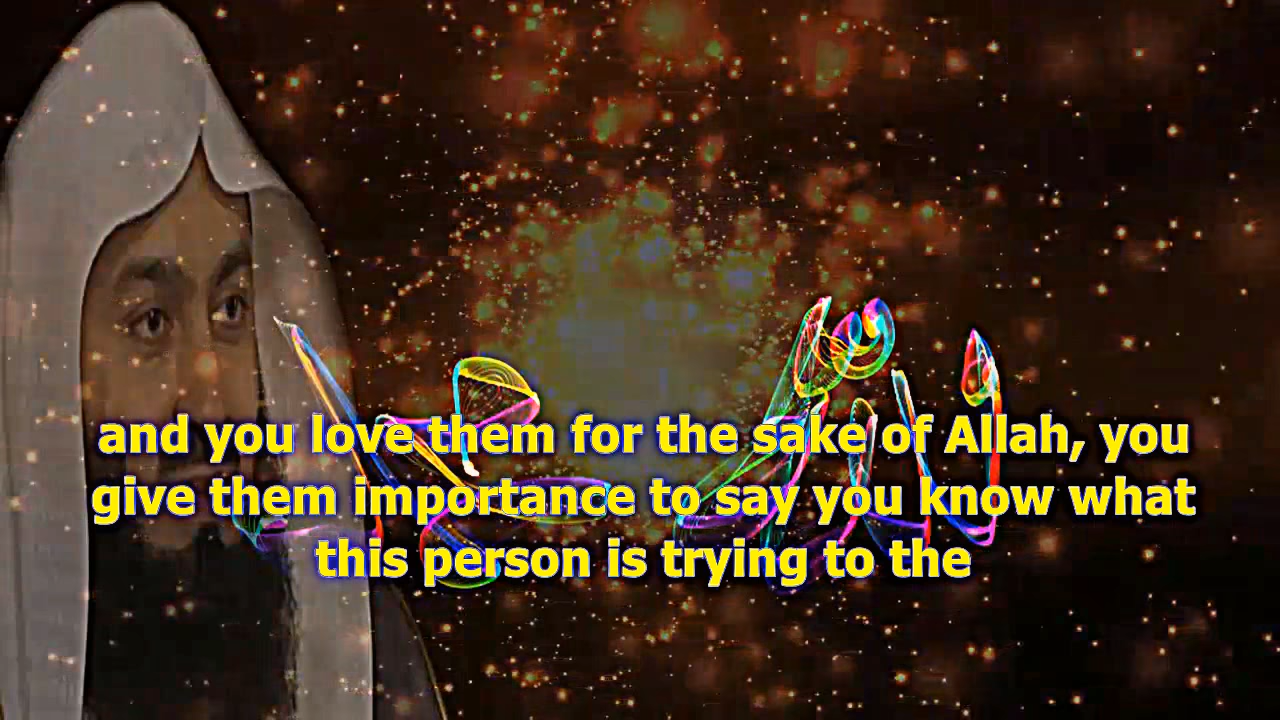 الله
and you love them for the sake of Allah, you
give them importance to say you know what
this person is trying to the